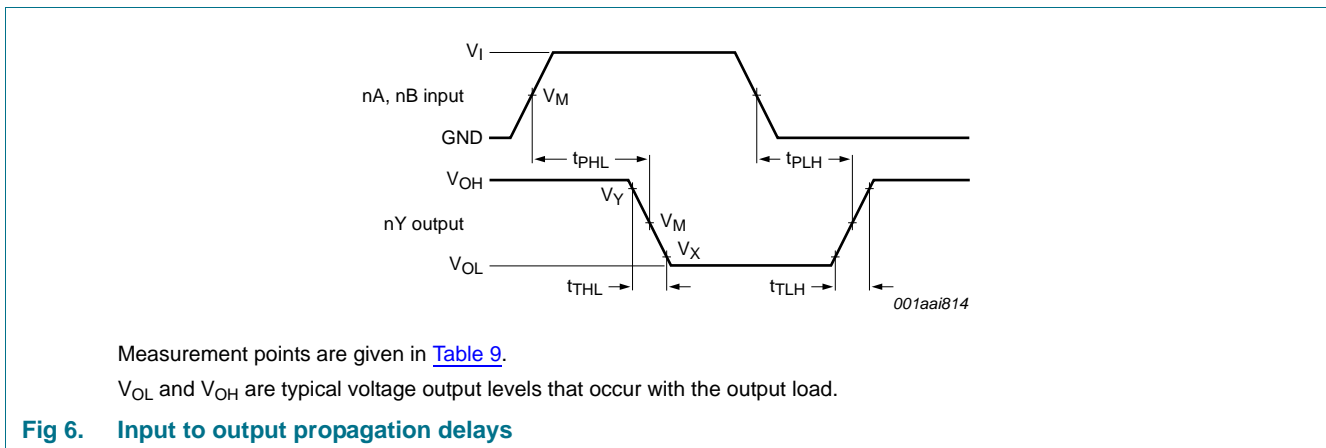 VI
nA, nB input
VM
GND
tPHL
tPLH
VOH
VY
nY output
VM
VX
VOL
tTHL
tTLH
001aai814
Measurement points are given in Table 9.
VOL and VOH are typical voltage output levels that occur with the output load.
Fig 6. Input to output propagation delays